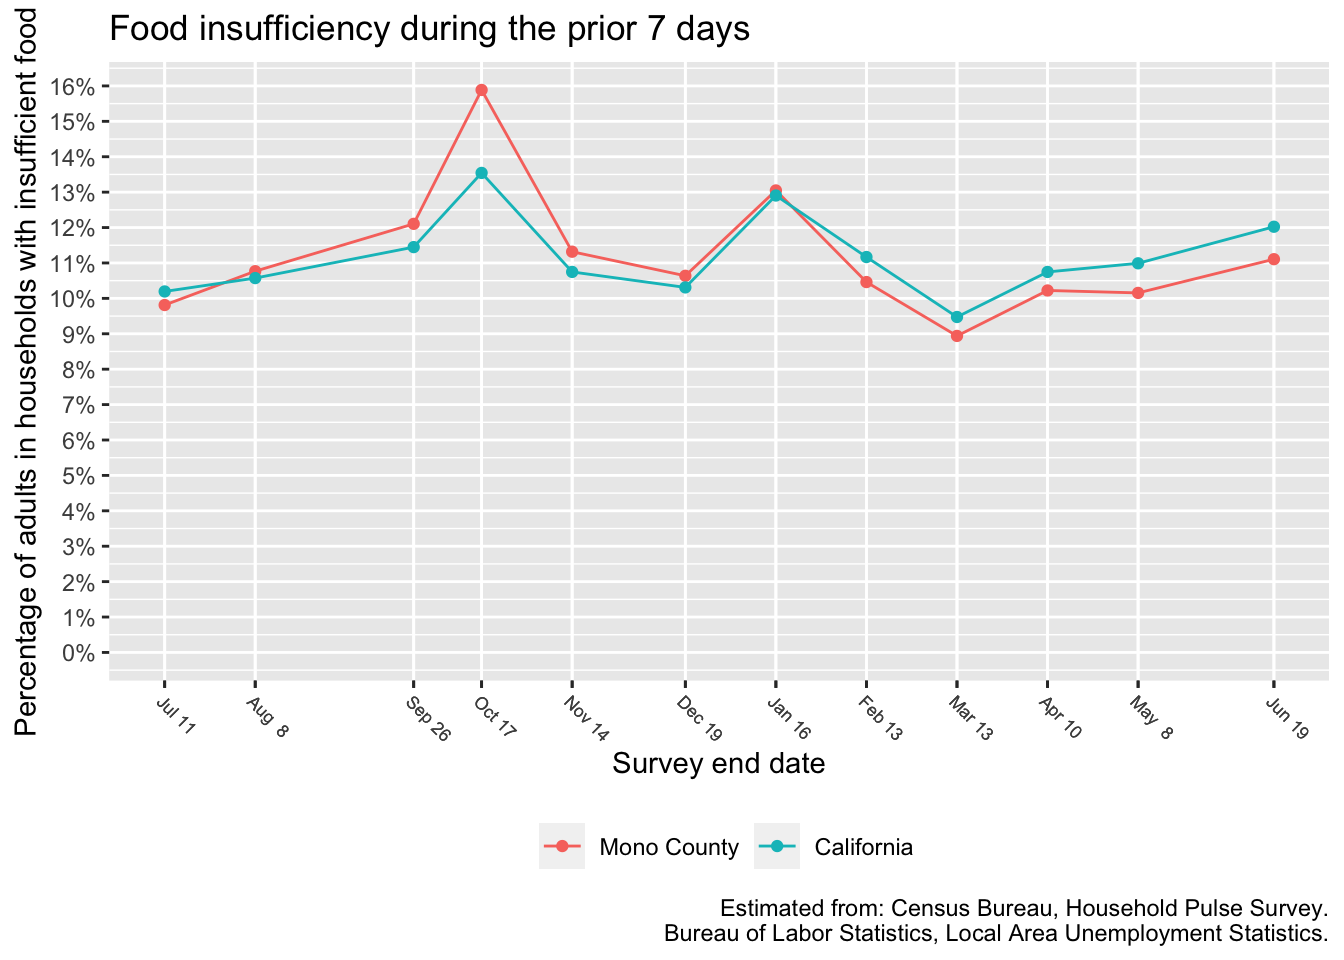 Food insufficiency during the prior 7 days
Percentage of adults in households with insufficient food
16%
15%
14%
13%
12%
11%
10%
9%
8%
7%
6%
5%
4%
3%
2%
1%
0%
Jul 11
Aug 8
Sep 26
Oct 17
Nov 14
Dec 19
Jan 16
Feb 13
Mar 13
Apr 10
May 8
Jun 19
Survey end date
Mono County
California
Estimated from: Census Bureau, Household Pulse Survey.
Bureau of Labor Statistics, Local Area Unemployment Statistics.